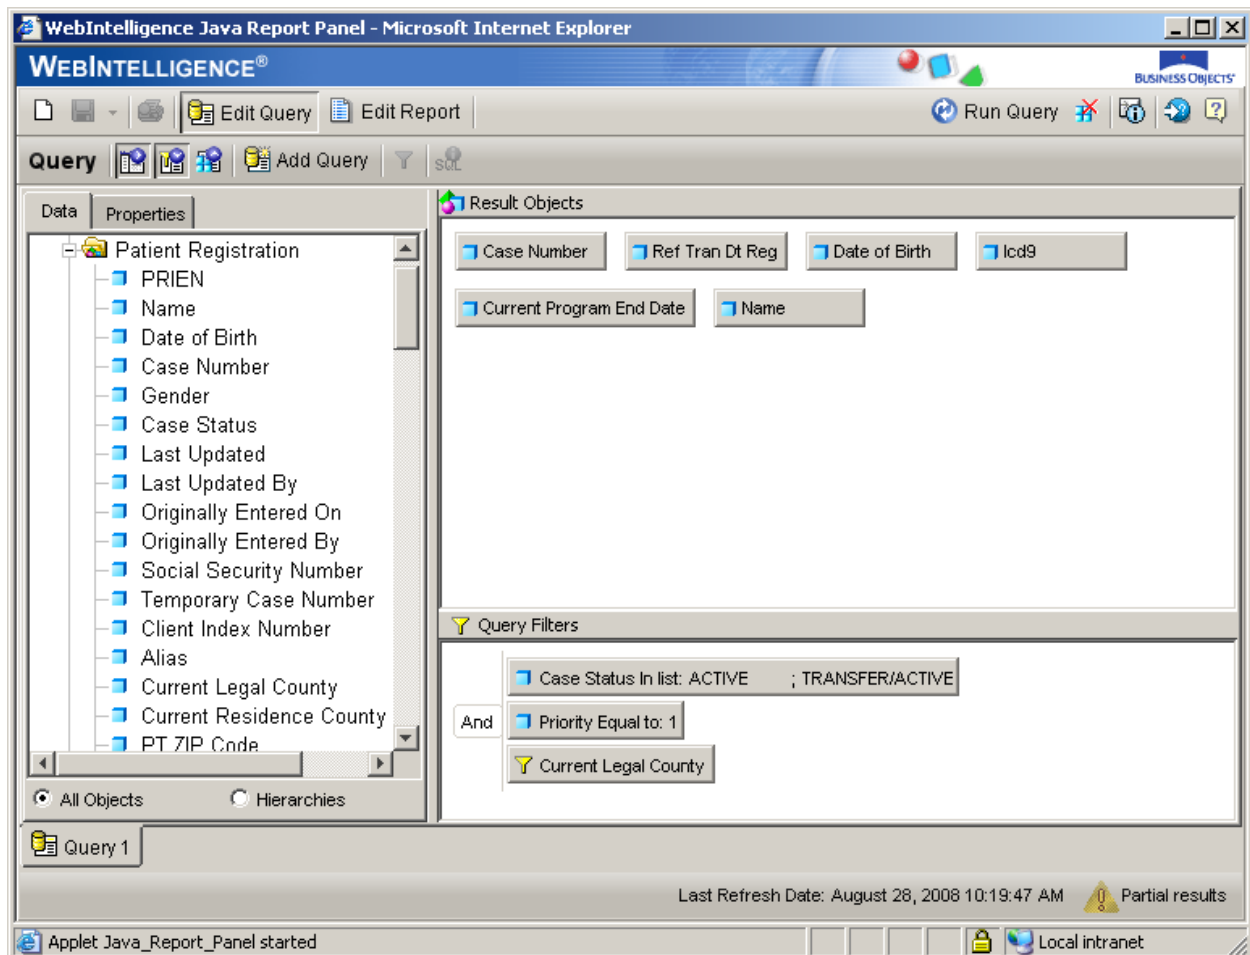 WebIntelligence Java Report Panel - Microsoft Internet Explorer
WEBINTELLIGENCE®
BUSINESS OBJECTS
Edit Query Edit Report Run Query
Query Add Query SQL
Data Properties
Patient Registration
PRIEN
Name
Date of Birth
Case Number
Gender
Case Status
Last Updated
Last Updated By
Originally Entered On
Originally Entered By
Social Security Number
Temporary Case Number
Client Index Number
Alias
Current Legal County
Current Residence County
PT ZIP Code
All Objects Hierarchies
Result Objects
Case Number Ref Tran Dt Reg Date of Birth Icd9
Current Program End Date Name
Query Filters
And
Case Status In list: ACTIVE ; TRANSFER/ACTIVE
Priority Equal to: 1
Current Legal County
Query 1
Last Refresh Date: August 28, 2008 10:19:47 AM Partial results
Applet Java_Report_Panel started Local intranet